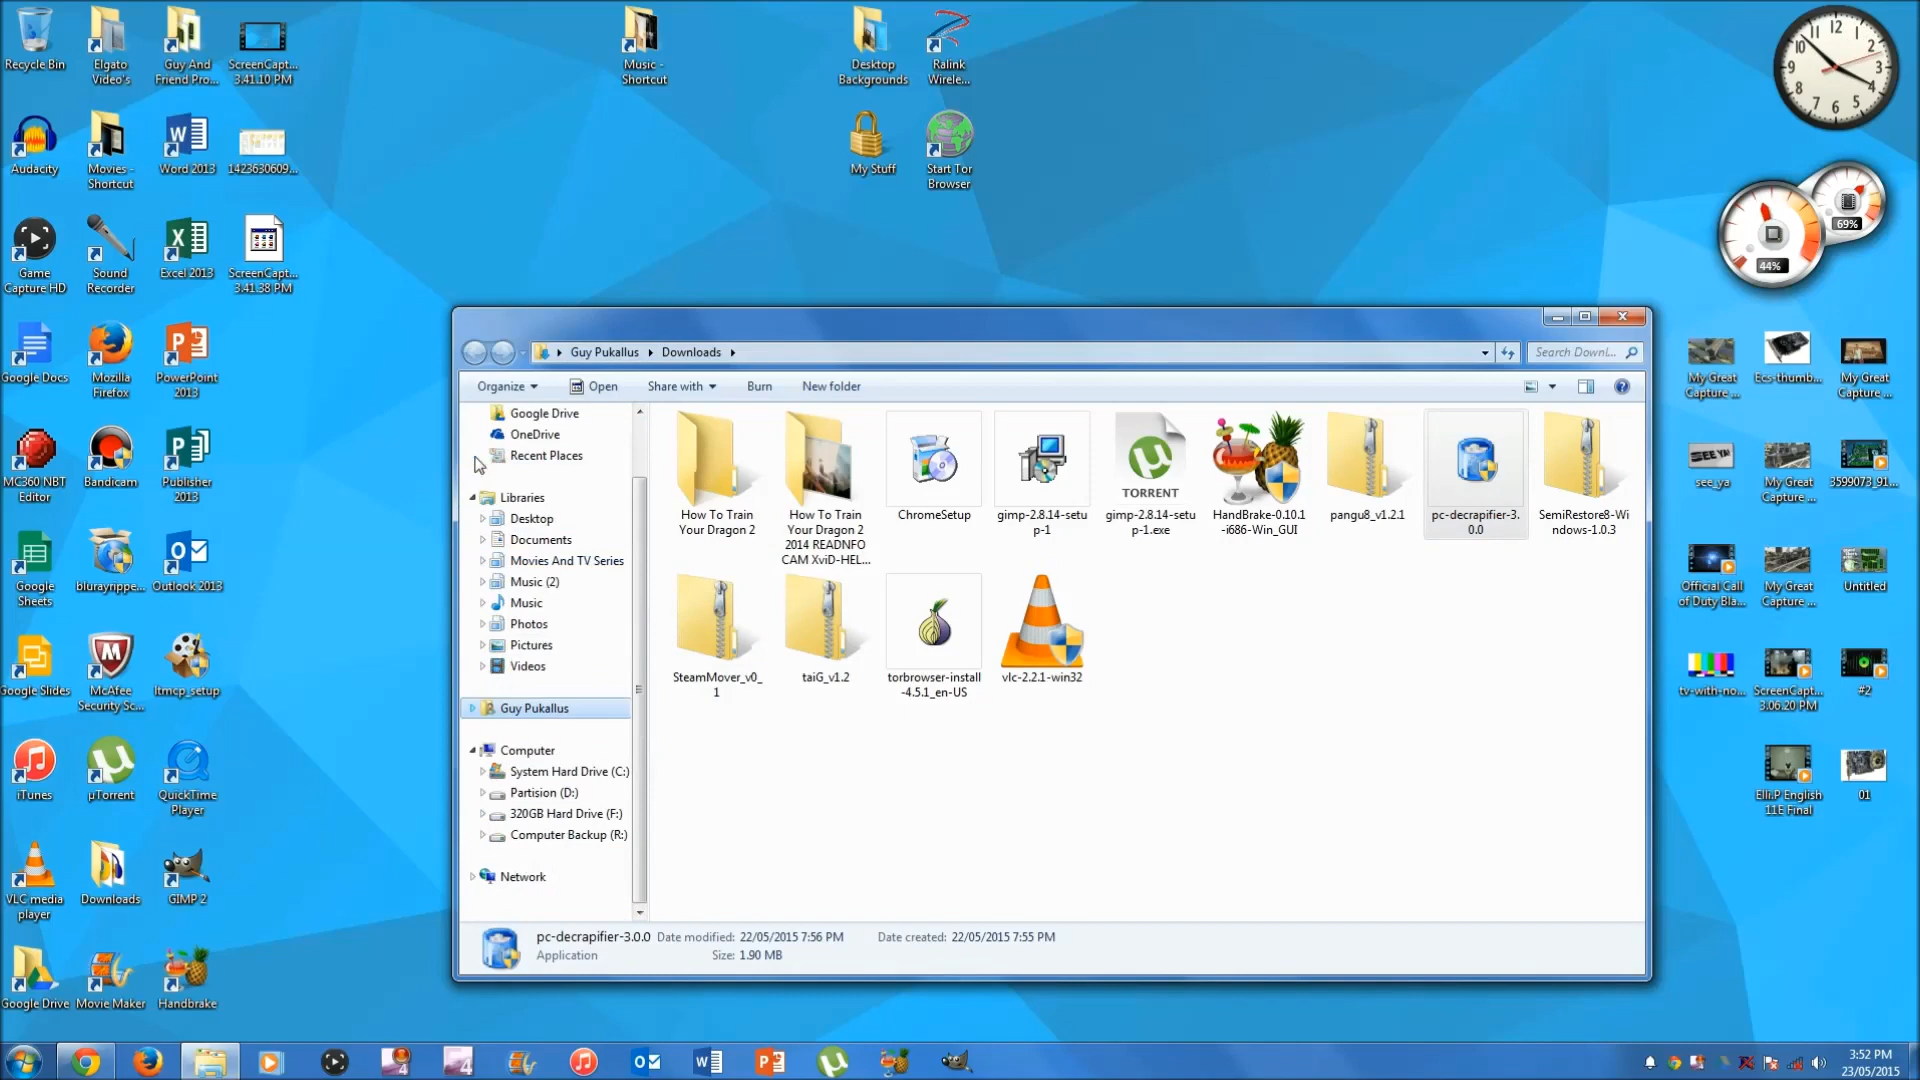 Recycle Bin
Elgato
Video's
Guy And
Friend Pro...
ScreenCapt...
3.41.10 PM
Music -
Shortcut
Desktop
Backgrounds
Ralink
Wirele...
Audacity
Movies -
Shortcut
Word 2013
1423630609...
My Stuff
Start Tor
Browser
Game
Capture HD
Sound
Recorder
Excel 2013
ScreenCapt...
3.41.38 PM
69%
44%
Google Docs
Mozilla
Firefox
PowerPoint
2013
MC360 NBT
Editor
Bandicam
Publisher
2013
Google
Sheets
blurayrippe...
Outlook 2013
Google Slides
McAfee
Security Sc...
ltmcp_setup
iTunes
µTorrent
QuickTime
Player
VLC media
player
Downloads
GIMP 2
Google Drive
Movie Maker
Handbrake
Guy Pukallus
Downloads
Search Downl...
Organize
Open
Share with
Burn
New folder
Google Drive
OneDrive
Recent Places
Libraries
Desktop
Documents
Movies And TV Series
Music (2)
Music
Photos
Pictures
Videos
Guy Pukallus
Computer
System Hard Drive (C:)
Partision (D:)
320GB Hard Drive (F:)
Computer Backup (R:)
Network
How To Train
Your Dragon 2
How To Train
Your Dragon 2
2014 READNFO
CAM XviD-HEL...
ChromeSetup
gimp-2.8.14-setu
p-1
TORRENT
gimp-2.8.14-setu
p-1.exe
HandBrake-0.10.1
-i686-Win_GUI
pangu8_v1.2.1
pc-decrapifier-3.
0.0
SemiRestore8-Wi
ndows-1.0.3
SteamMover_v0_
1
taiG_v1.2
torbrowser-install
-4.5.1_en-US
vlc-2.2.1-win32
pc-decrapifier-3.0.0
Date modified: 22/05/2015 7:56 PM
Date created: 22/05/2015 7:55 PM
Application
Size: 1.90 MB
My Great
Capture ...
Ecs-thumb...
My Great
Capture ...
SEE YA!
see_ya
My Great
Capture ...
3599073_91...
Official Call
of Duty Bla...
My Great
Capture ...
Untitled
tv-with-no...
ScreenCapt...
3.06.20 PM
#2
Elli.P English
11E Final
01
3:52 PM
23/05/2015